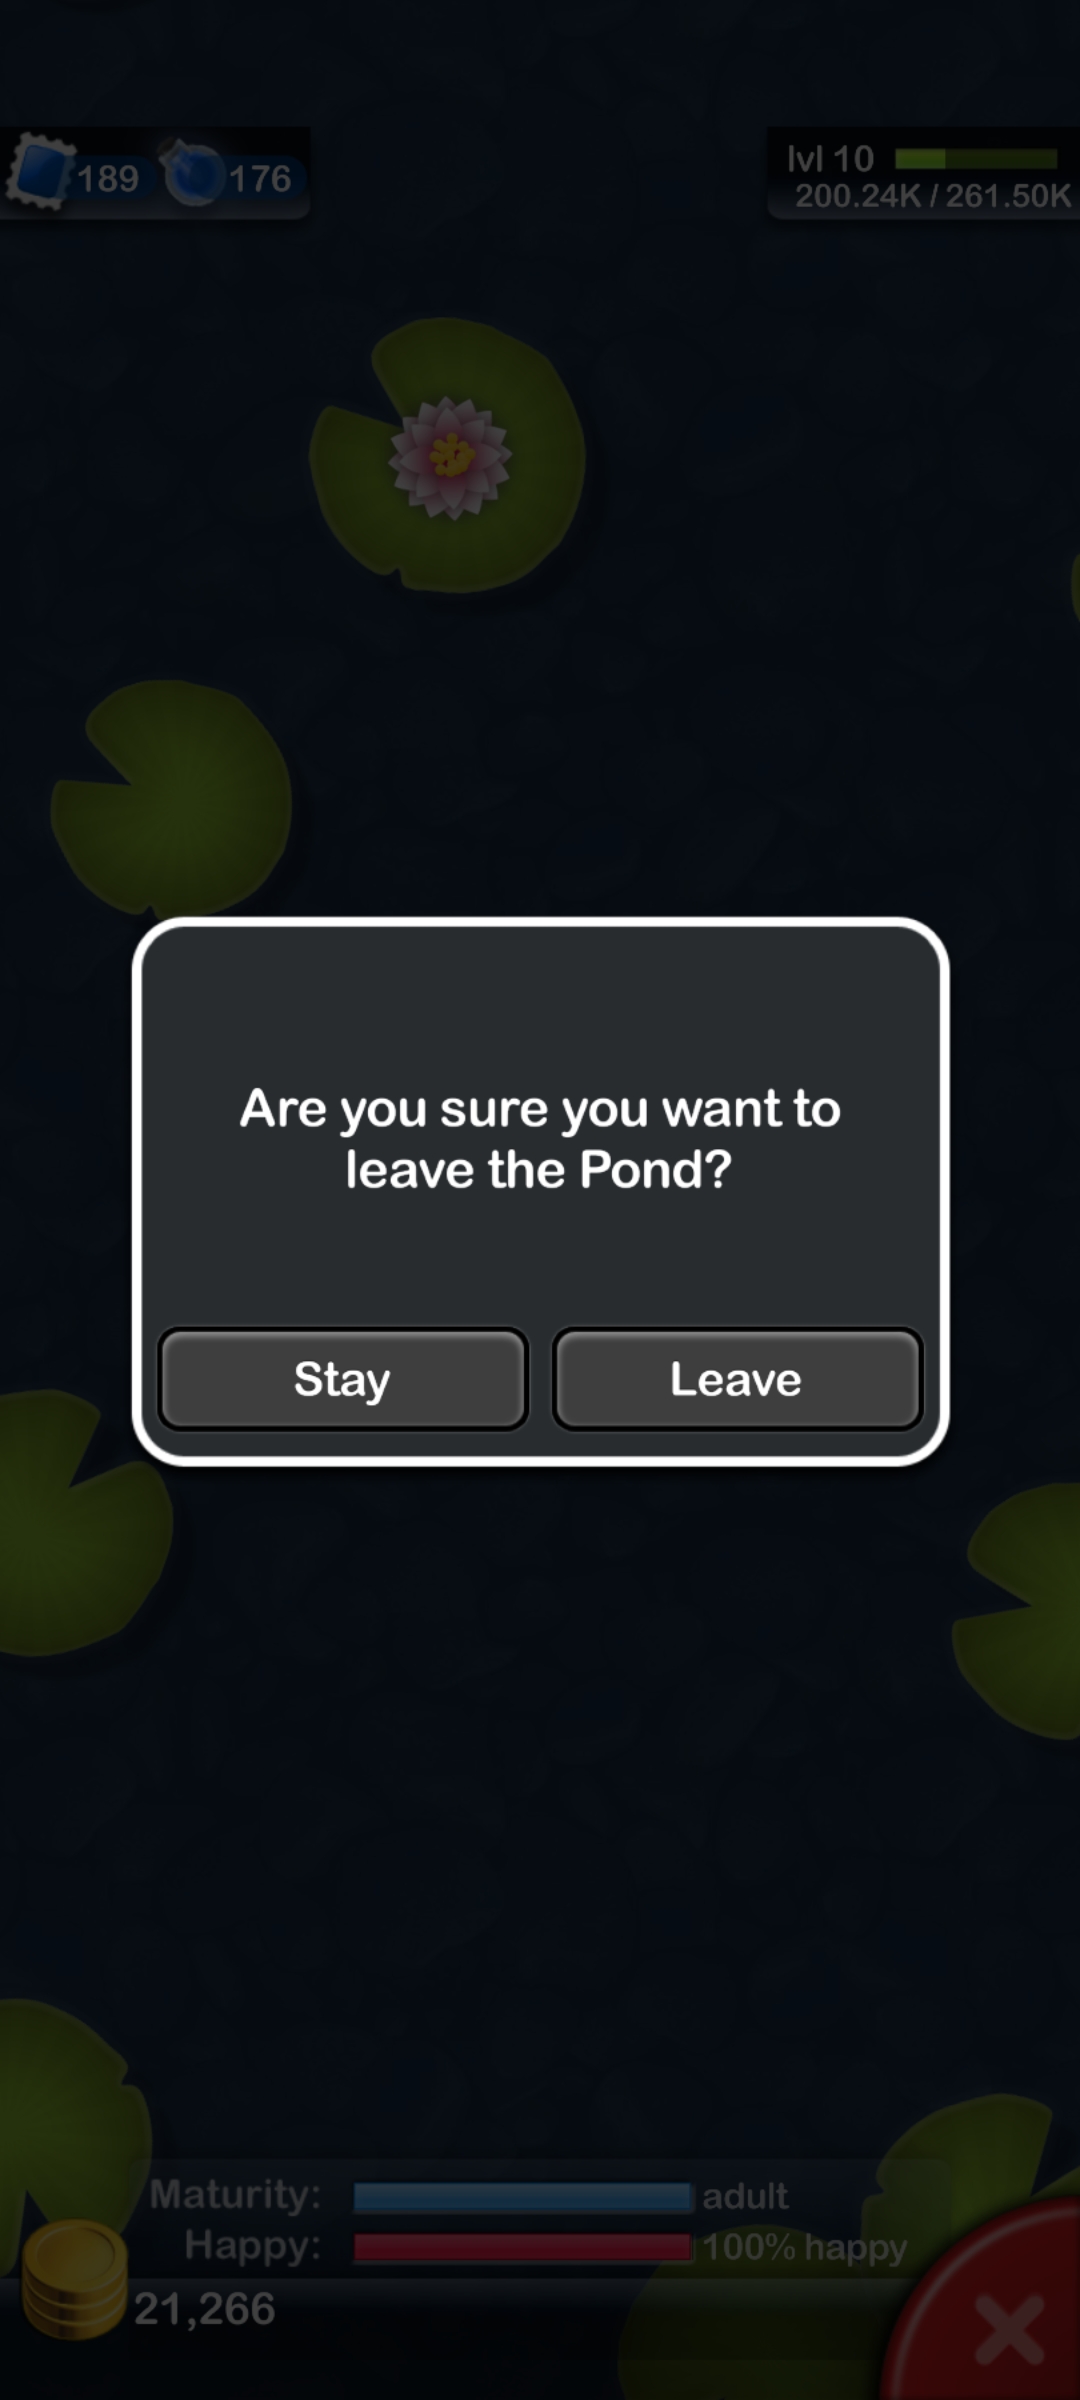 189 176
lvl 10
200.24K / 261.50K
Are you sure you want to
leave the Pond?
Stay Leave
Maturity: adult
Happy: 100% happy
21,266